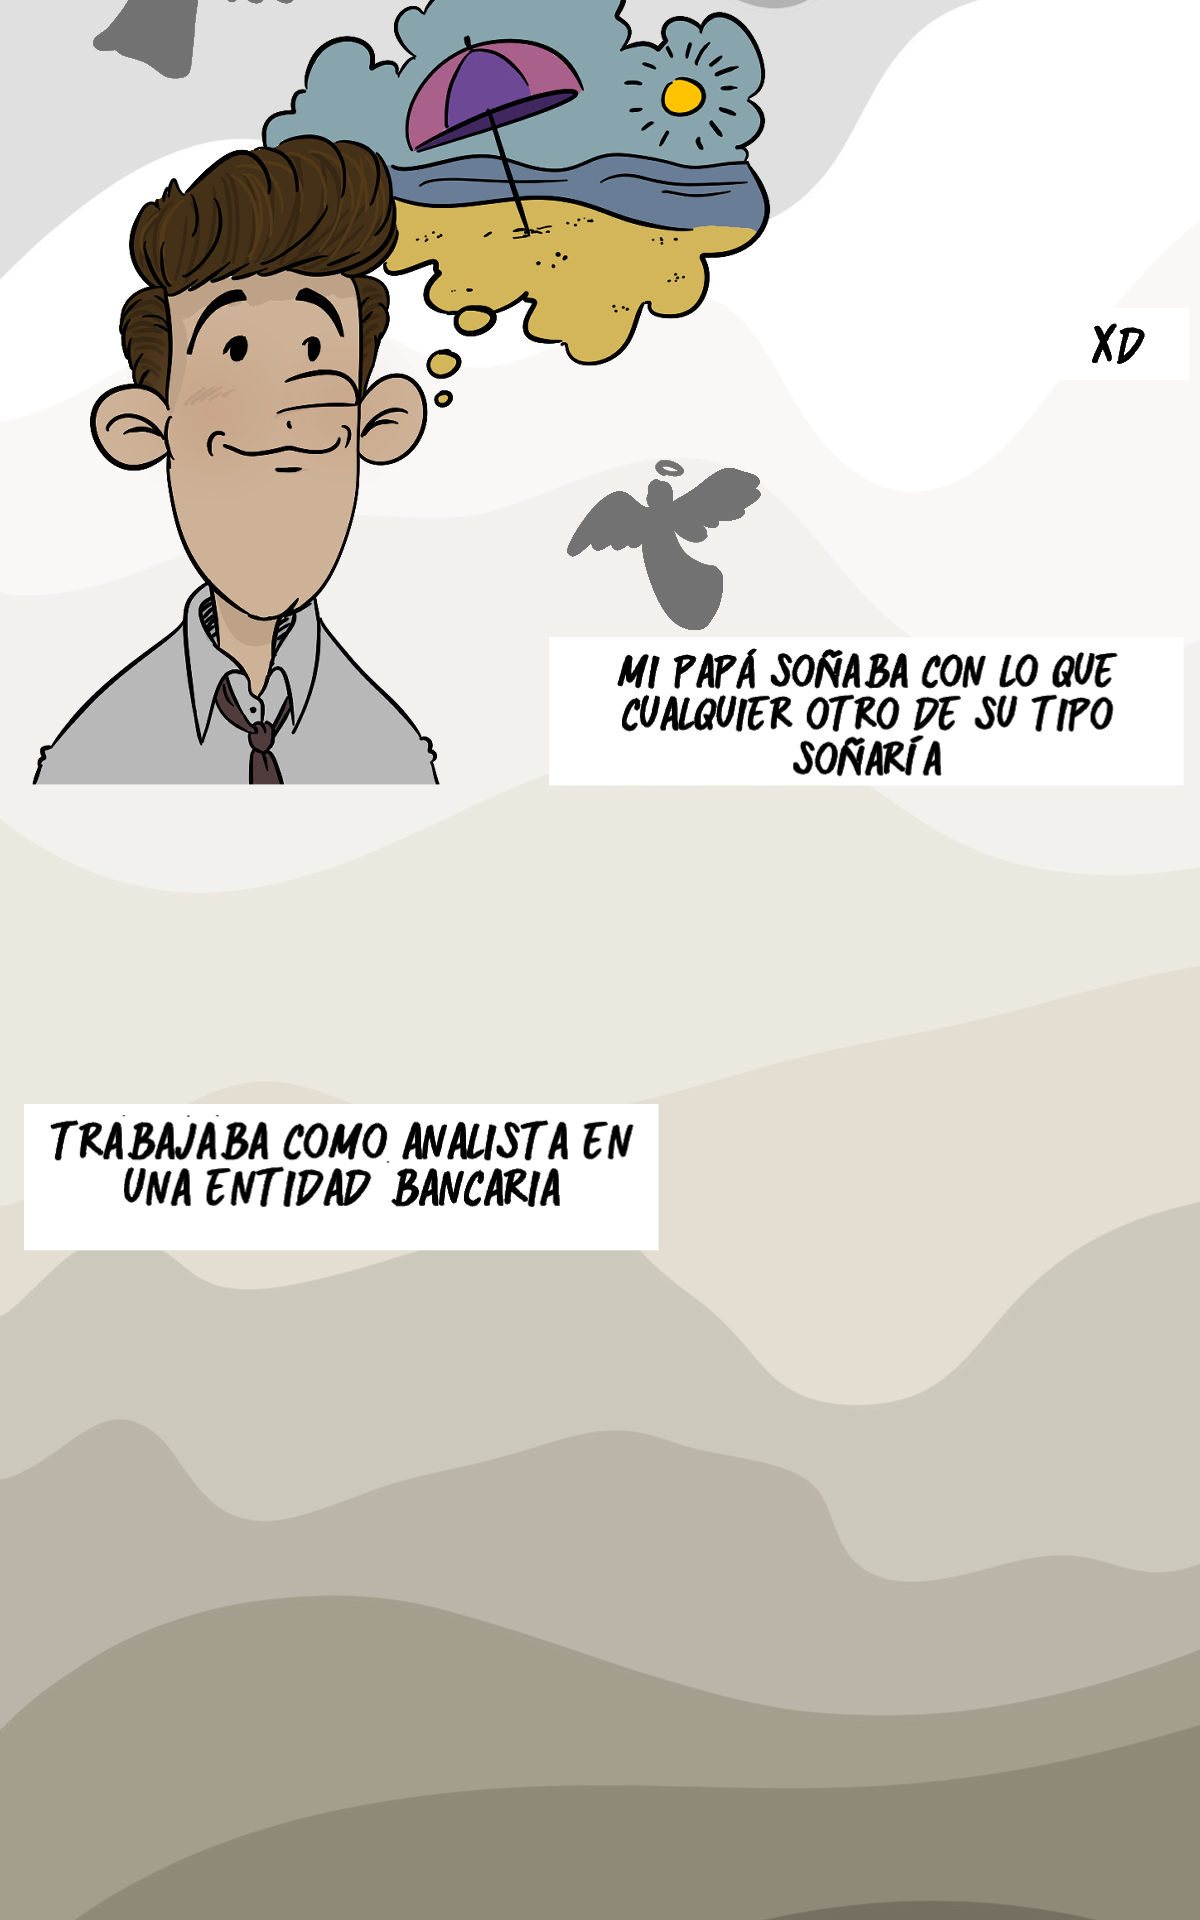 XD
MI PAPÁ SOÑABA CON LO QUE
CUALQUIER OTRO DE SU TIPO
SOÑARÍA
TRABAJABA COMO ANALISTA EN
UNA ENTIDAD BANCARIA